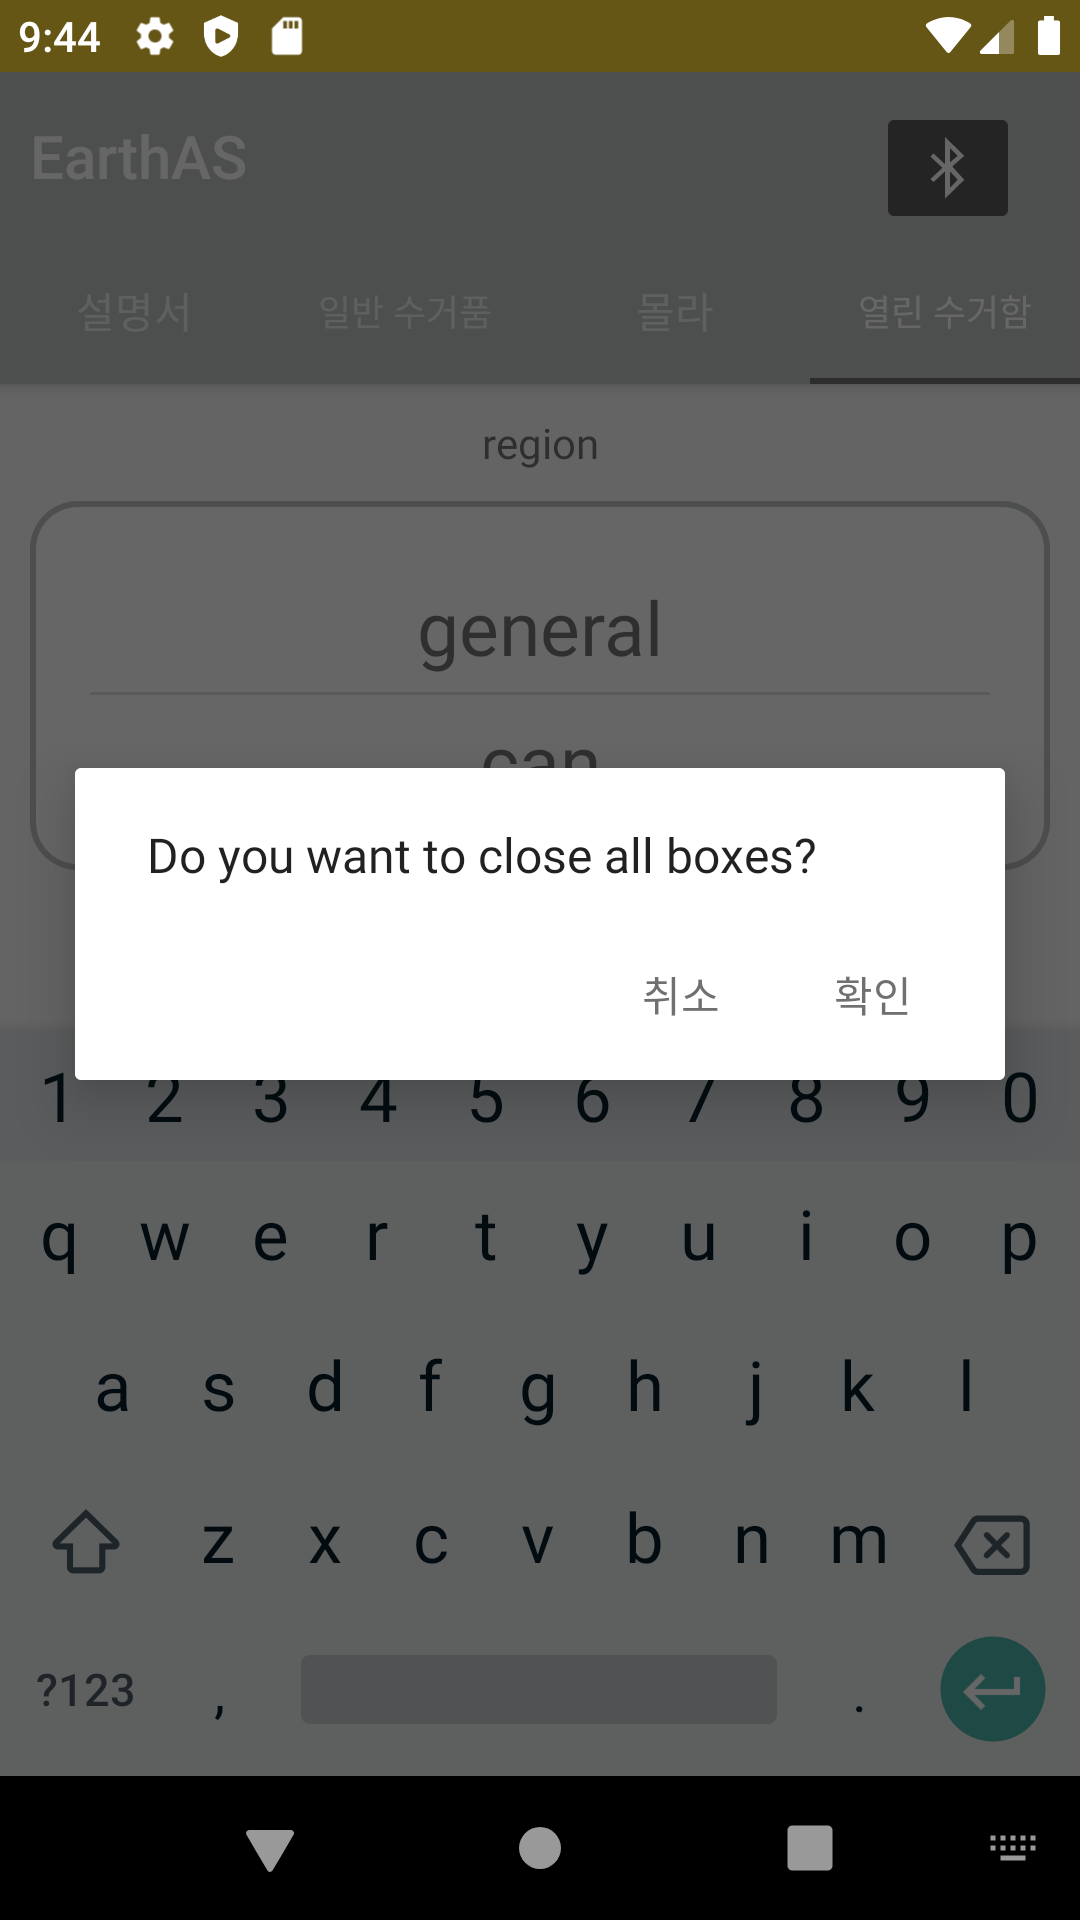 9:44
EarthAS
설명서 일반 수거품 몰라 열린 수거함
region
general
can
Do you want to close all boxes?
취소 확인
1 2 3 4 5 6 7 8 9 0
q w e r t y u i o p
a s d f g h j k l
z x c v b n m
?123 , .